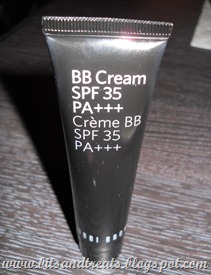 BB Cream
SPF 35
PA+++
Crème BB
SPF 35
PA+++
www.bitsandtreats.blogspot.com